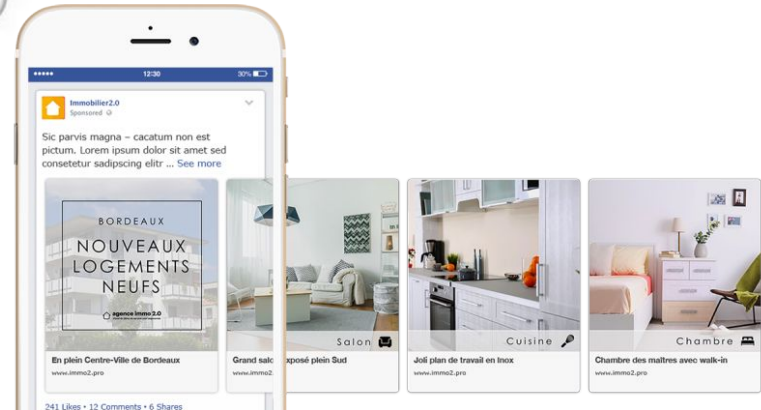 12:30
30%
Immobilier2.0
Sponsored
Sic parvis magna – cacatum non est
pictum. Lorem ipsum dolor sit amet sed
consetetur sadipscing elitr ... See more
BORDEAUX
NOUVEAUX
LOGEMENTS
NEUFS
agence immo 2.0
En plein Centre-Ville de Bordeaux
www.immo2.pro
Salon
Grand salo exposé plein Sud
www.immo2
Cuisine
Joli plan de travail en Inox
www.immo2.pro
Chambre
Chambre des maîtres avec walk-in
www.immo2.pro
241 Likes • 12 Comments • 6 Shares